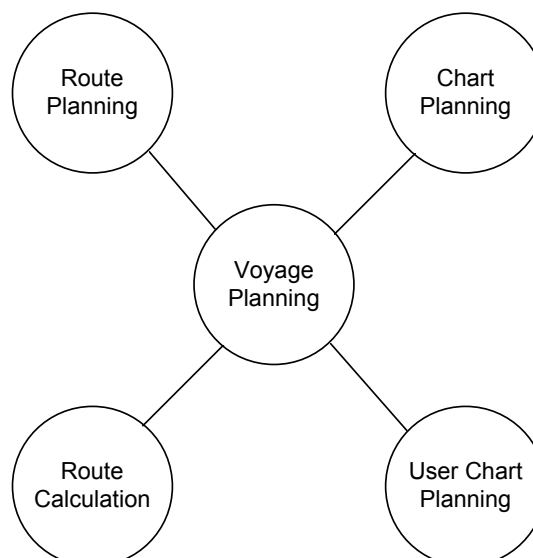 Route
Planning
Chart
Planning
Voyage
Planning
Route
Calculation
User Chart
Planning